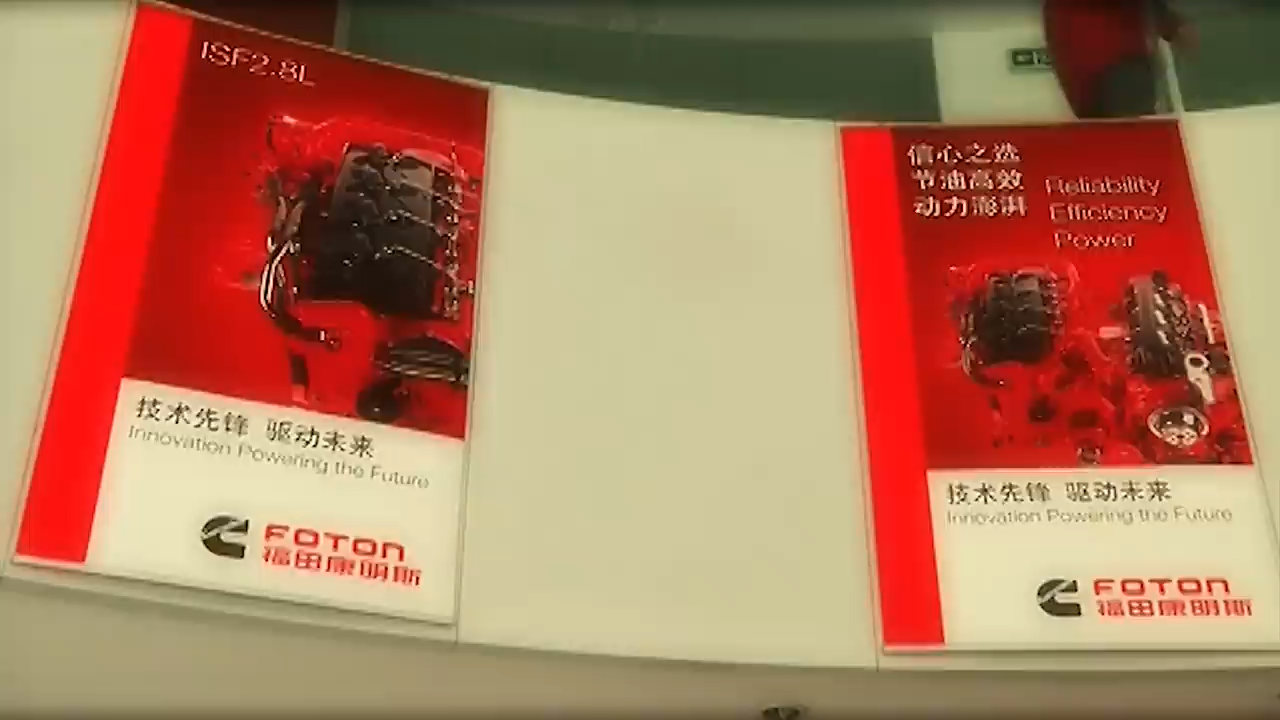 ISF2.8L
技术先锋 驱动未来
Innovation Powering the Future
FOTON
福田康明斯
信心之选
节油高效
动力澎湃
Reliability
Efficiency
Power
技术先锋 驱动未来
Innovation Powering the Future
FOTON
福田康明斯